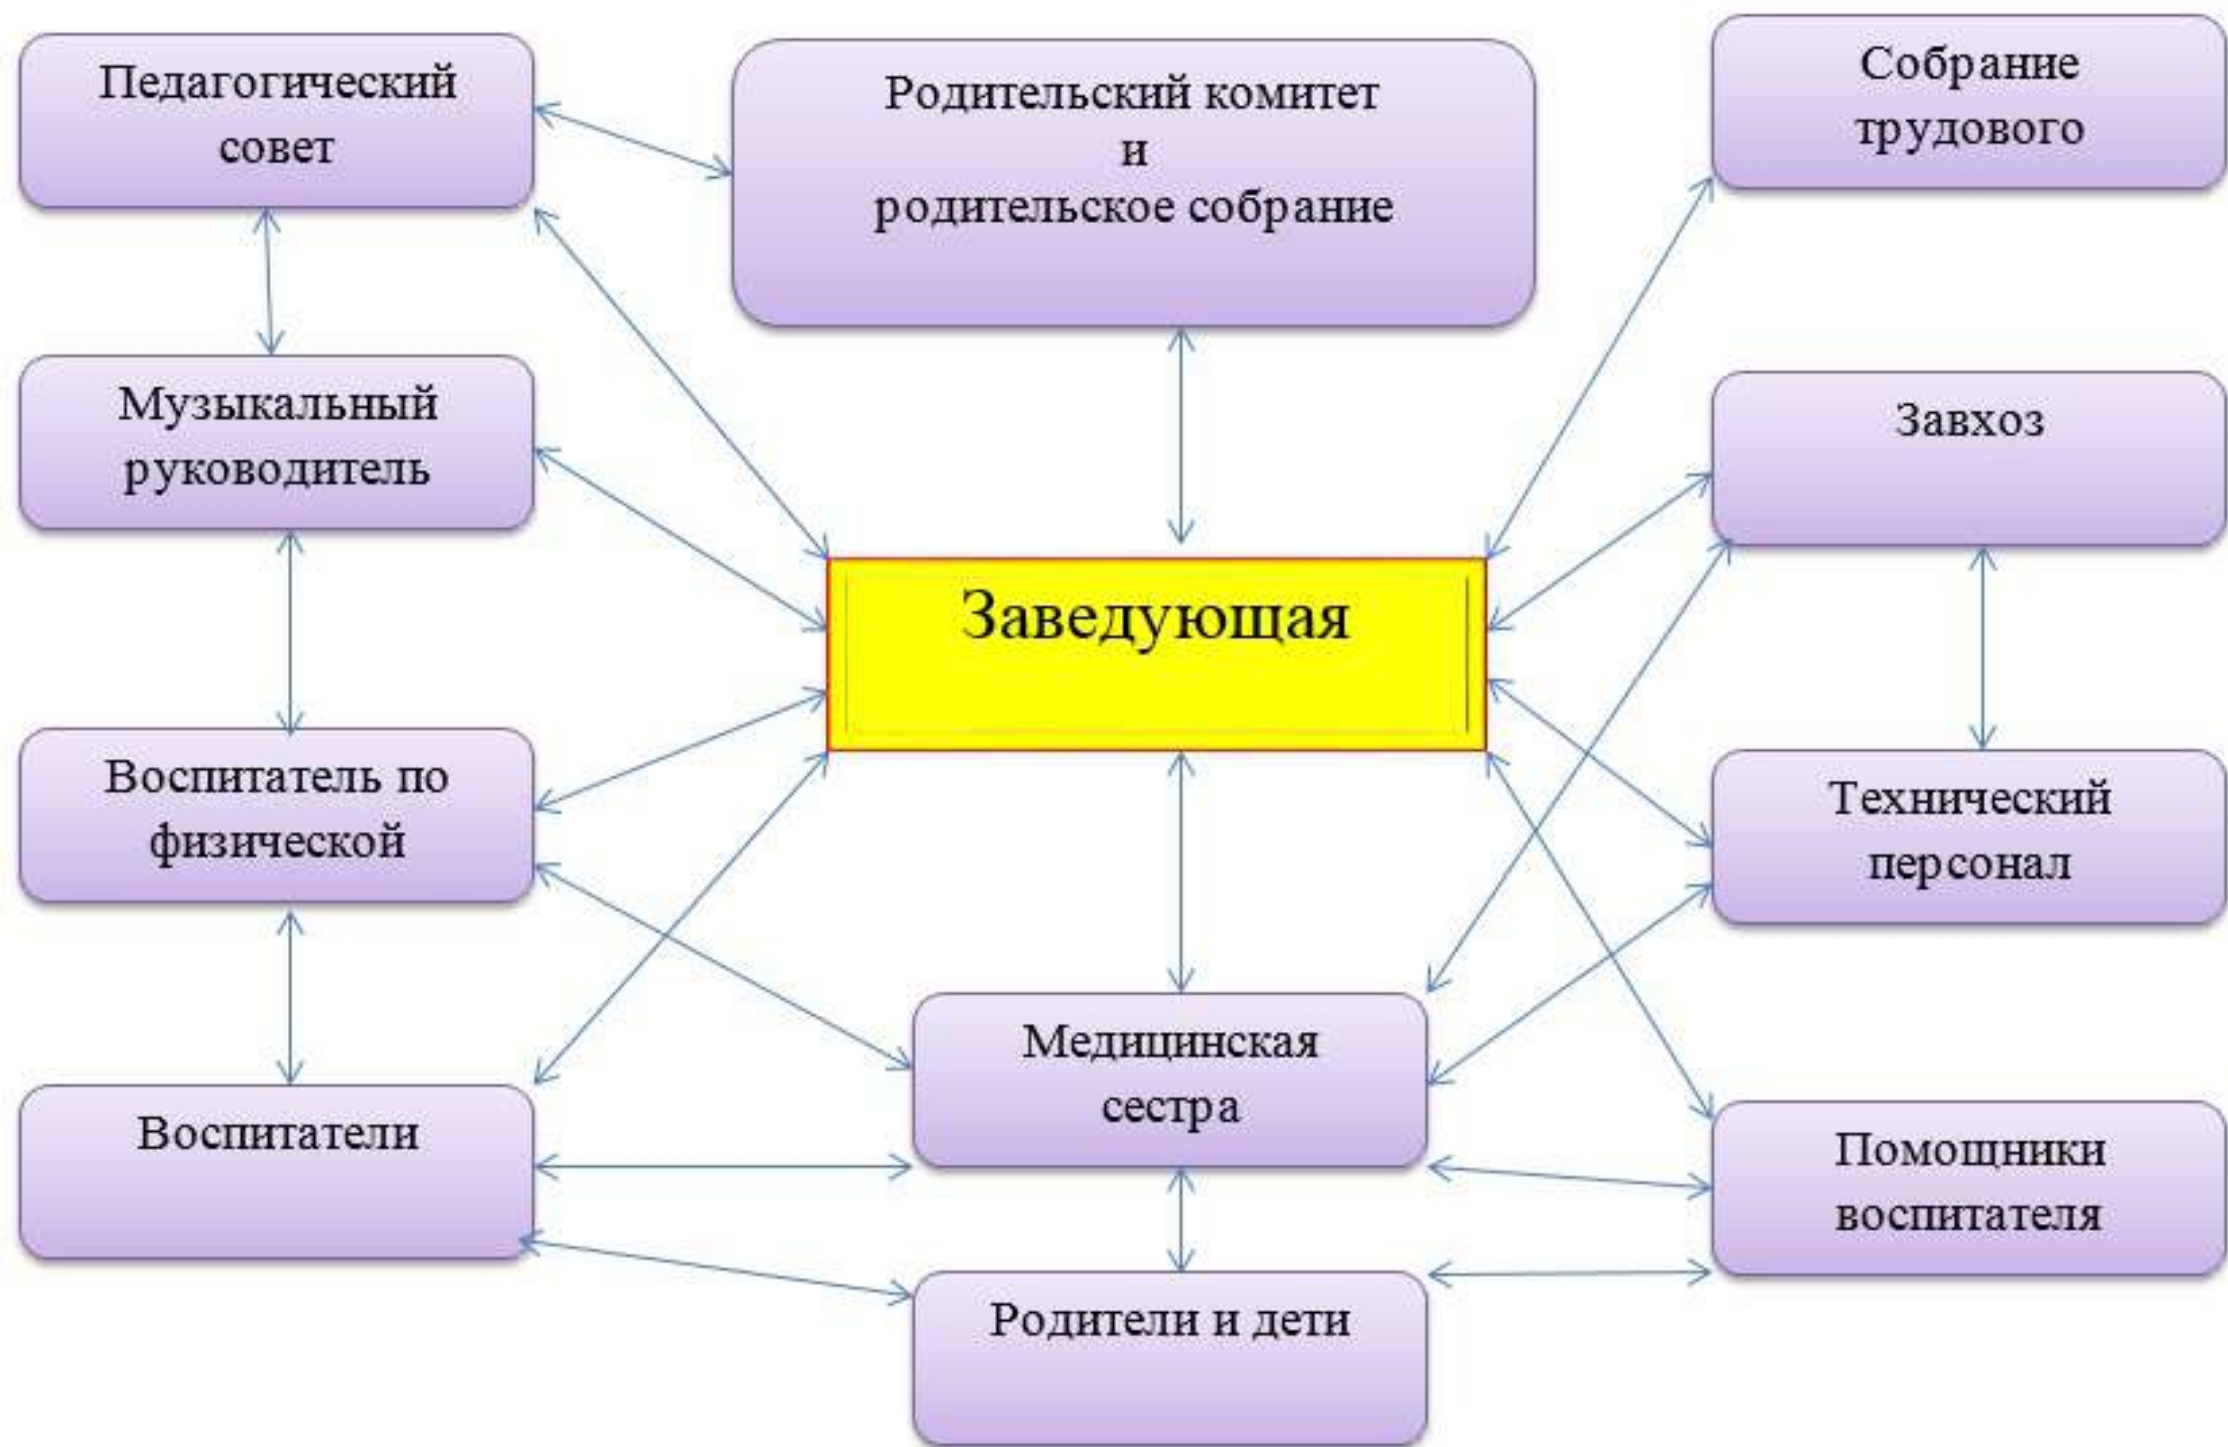 Педагогический
совет
Родительский комитет
и
родительское собрание
Собрание
трудового
Музыкальный
руководитель
Завхоз
Заведующая
Воспитатель по
физической
Технический
персонал
Медицинская
сестра
Воспитатели
Помощники
воспитателя
Родители и дети